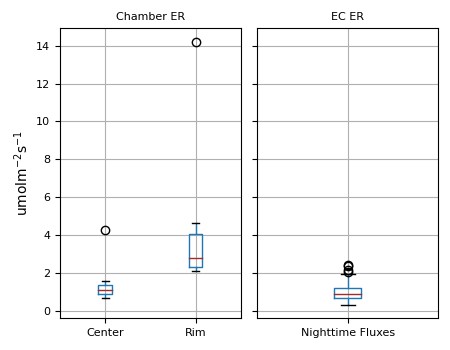 Chamber ER
EC ER
umolm⁻²s⁻¹
14
12
10
8
6
4
2
0
Center
Rim
Nighttime Fluxes